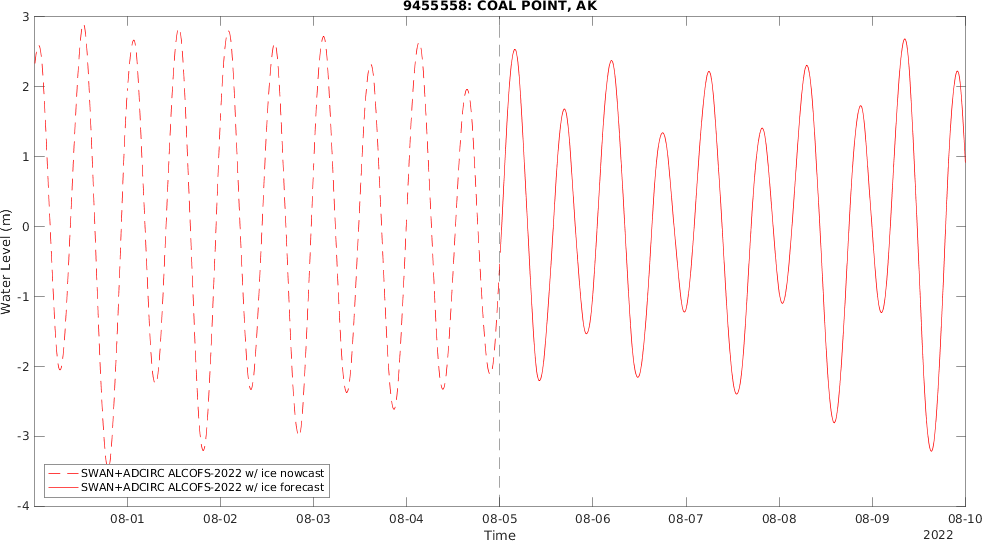 9455558: COAL POINT, AK
3
2
1
0
-1
-2
-3
-4
Water Level (m)
SWAN+ADCIRC ALCOFS-2022 w/ ice nowcast
SWAN+ADCIRC ALCOFS-2022 w/ ice forecast
08-01 08-02 08-03 08-04 08-05 08-06 08-07 08-08 08-09 08-10
Time
2022